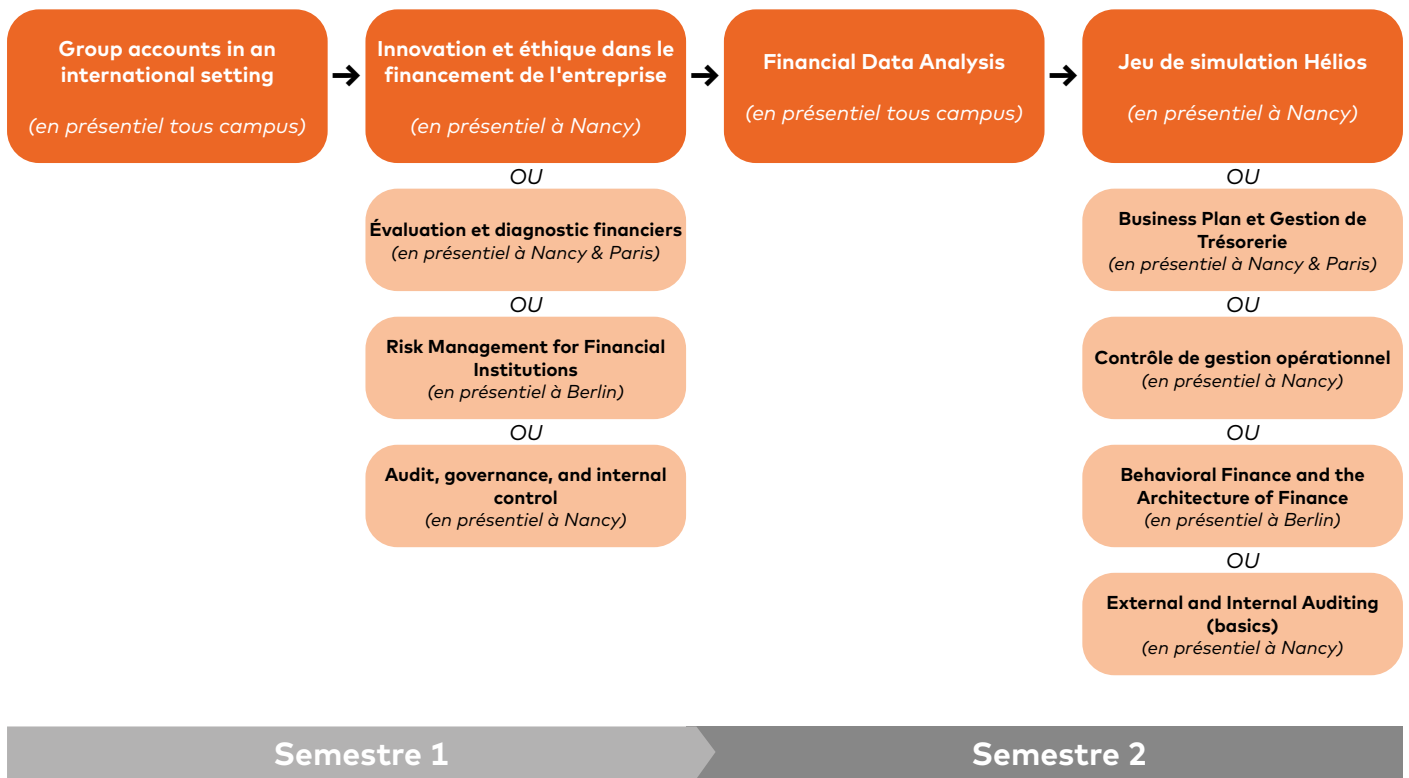 Group accounts in an
international setting
(en présentiel tous campus)
Innovation et éthique dans le
financement de l'entreprise
(en présentiel à Nancy)
OU
Évaluation et diagnostic financiers
(en présentiel à Nancy & Paris)
OU
Risk Management for Financial
Institutions
(en présentiel à Berlin)
OU
Audit, governance, and internal
control
(en présentiel à Nancy)
Financial Data Analysis
(en présentiel tous campus)
Jeu de simulation Hélios
(en présentiel à Nancy)
OU
Business Plan et Gestion de
Trésorerie
(en présentiel à Nancy & Paris)
OU
Contrôle de gestion opérationnel
(en présentiel à Nancy)
OU
Behavioral Finance and the
Architecture of Finance
(en présentiel à Berlin)
OU
External and Internal Auditing
(basics)
(en présentiel à Nancy)
Semestre 1
Semestre 2